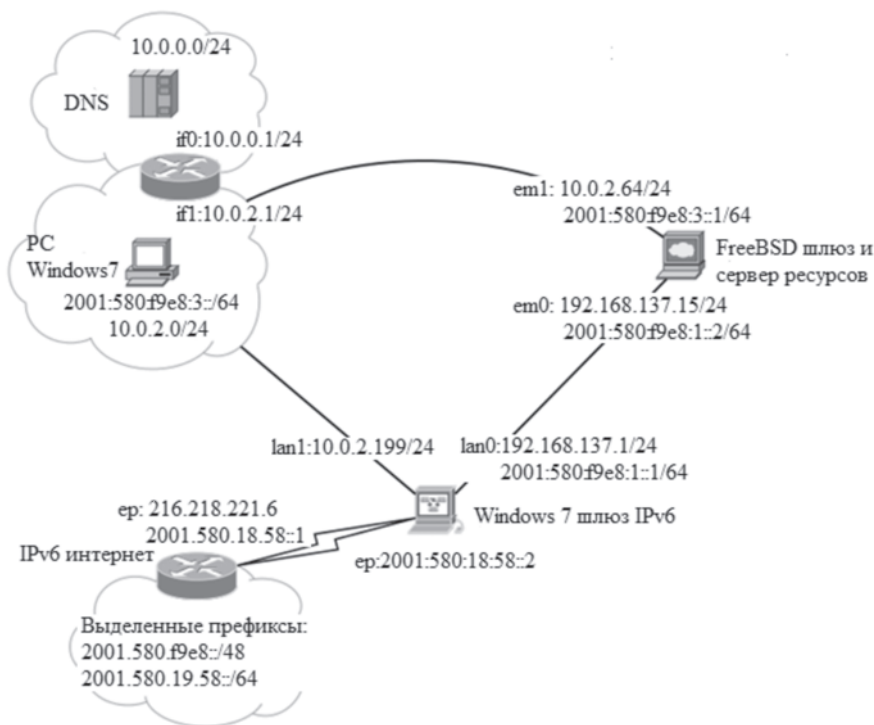 10.0.0.0/24
DNS
if0:10.0.0.1/24
if1:10.0.2.1/24
PC
Windows7
2001:580:f9e8:3::/64
10.0.2.0/24
em1: 10.0.2.64/24
2001:580:f9e8:3::1/64
FreeBSD шлюз и
сервер ресурсов
em0: 192.168.137.15/24
2001:580:f9e8:1::2/64
lan1:10.0.2.199/24
lan0:192.168.137.1/24
2001:580:f9e8:1::1/64
Windows 7 шлюз IPv6
ep: 216.218.221.6
2001.580.18.58::1
IPv6 интернет
ep:2001:580:18:58::2
Выделенные префиксы:
2001.580.f9e8::/48
2001.580.19.58::/64